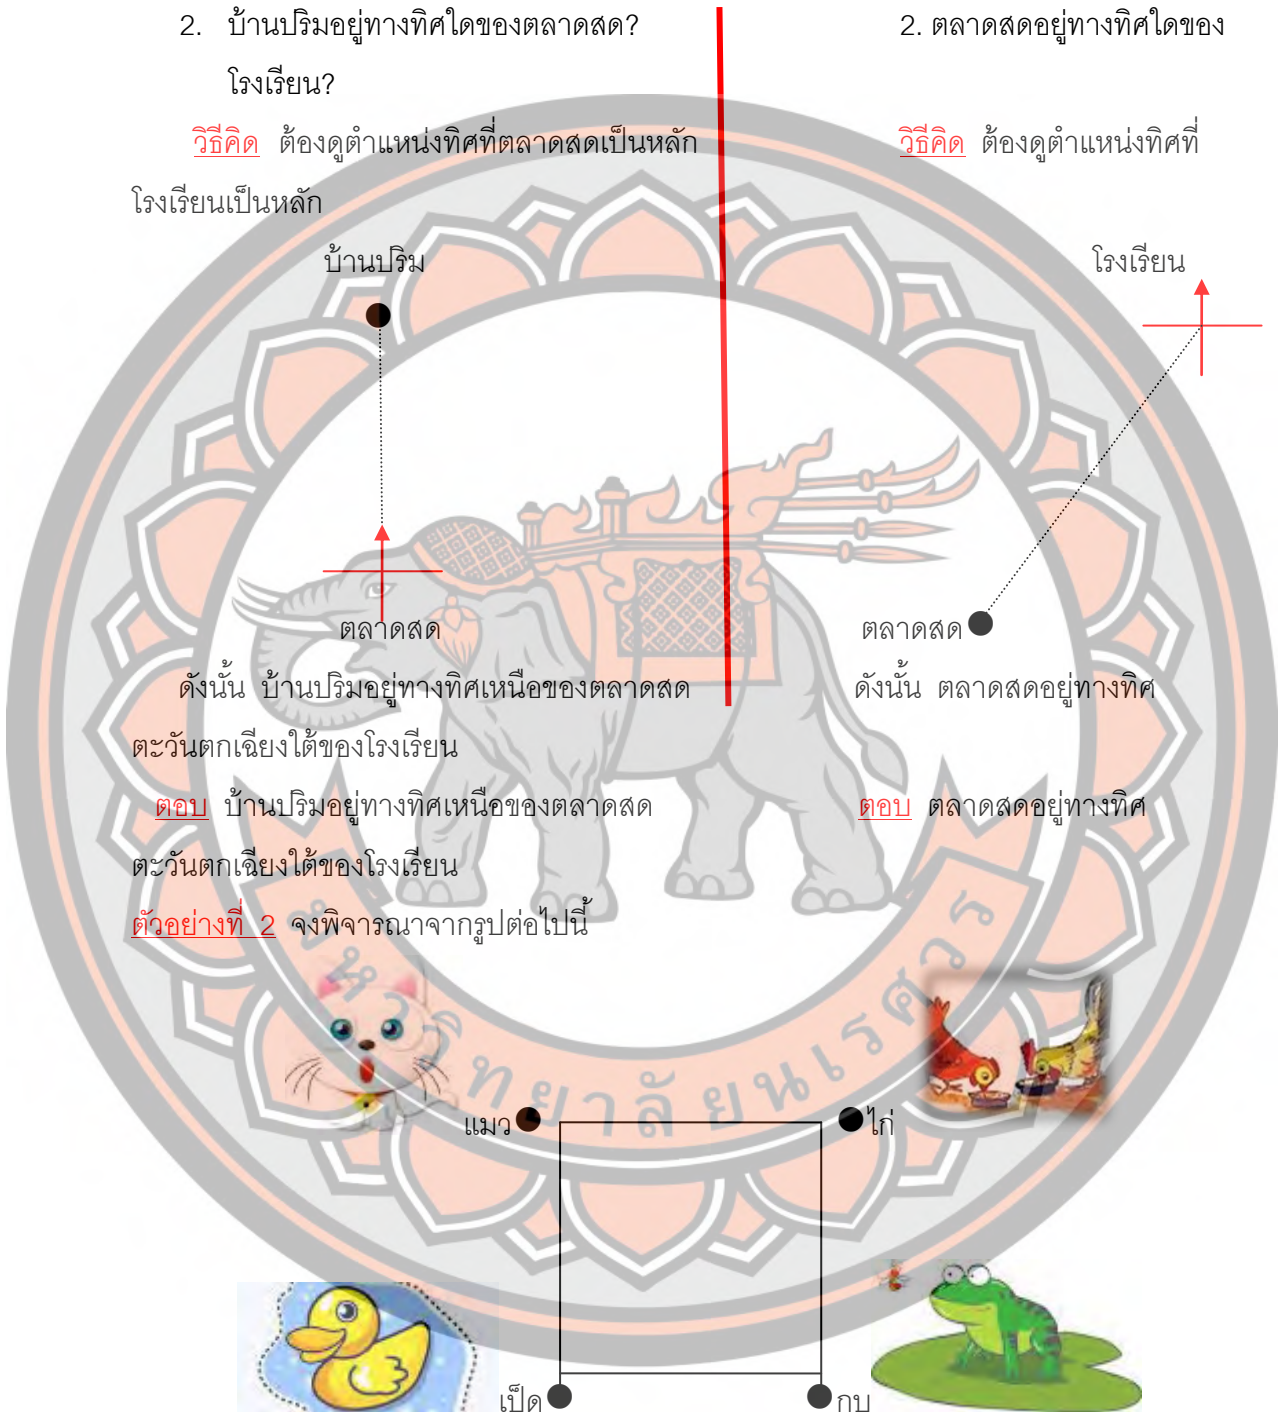 2. บ้านปริมอยู่ทางทิศใดของตลาดสด? 2. ตลาดสดอยู่ทางทิศใดของ
โรงเรียน?
วิธีคิด ต้องดูตำแหน่งทิศที่ตลาดสดเป็นหลัก วิธีคิด ต้องดูตำแหน่งทิศที่
โรงเรียนเป็นหลัก
บ้านปริม โรงเรียน
ตลาดสด ตลาดสด
ดังนั้น บ้านปริมอยู่ทางทิศเหนือของตลาดสด ดังนั้น ตลาดสดอยู่ทางทิศ
ตะวันตกเฉียงใต้ของโรงเรียน
ตอบ บ้านปริมอยู่ทางทิศเหนือของตลาดสด ตอบ ตลาดสดอยู่ทางทิศ
ตะวันตกเฉียงใต้ของโรงเรียน
ตัวอย่างที่ 2 จงพิจารณาจากรูปต่อไปนี้
แมว ไก่
เป็ด กบ